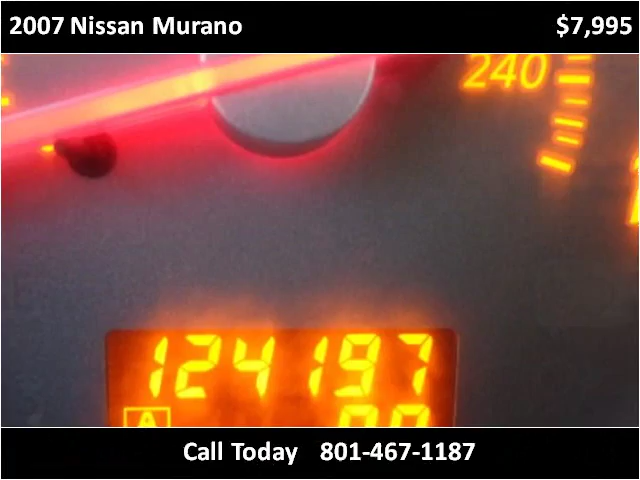 2007 Nissan Murano $7,995
240
124197
A
Call Today 801-467-1187